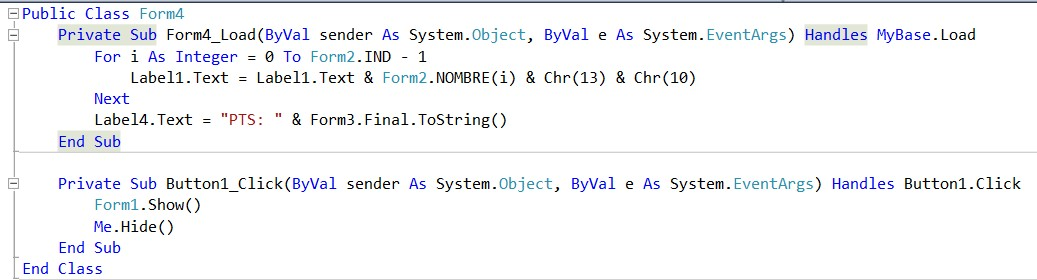 Public Class Form4
Private Sub Form4_Load(ByVal sender As System.Object, ByVal e As System.EventArgs) Handles MyBase.Load
For i As Integer = 0 To Form2.IND - 1
Label1.Text = Label1.Text & Form2.NOMBRE(i) & Chr(13) & Chr(10)
Next
Label4.Text = "PTS: " & Form3.Final.ToString()
End Sub
Private Sub Button1_Click(ByVal sender As System.Object, ByVal e As System.EventArgs) Handles Button1.Click
Form1.Show()
Me.Hide()
End Sub
End Class